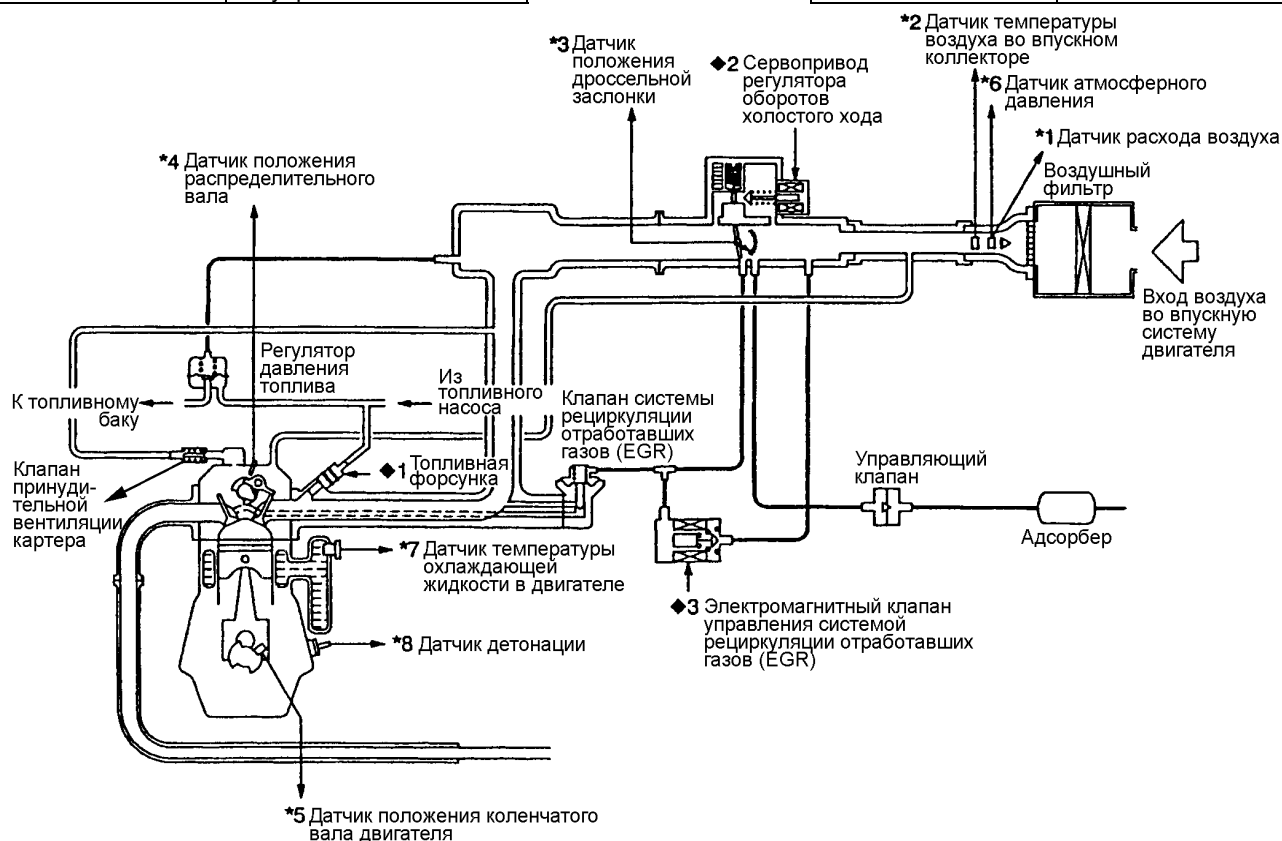 *2 Датчик температуры
воздуха во впускном
коллекторе
*3 Датчик
положения
дроссельной
заслонки
◆2 Сервопривод
регулятора
оборотов
холостого хода
*6 Датчик атмосферного
давления
*1 Датчик расхода воздуха
*4 Датчик положения
распределительного
вала
Воздушный
фильтр
Вход воздуха
во впускную
систему
двигателя
Регулятор
давления
топлива
Из
топливного
насоса
К топливному
баку
Клапан системы
рециркуляции
отработавших
газов (EGR)
◆1 Топливная
форсунка
Управляющий
клапан
Клапан
принуди-
тельной
вентиляции
картера
Адсорбер
*7 Датчик температуры
охлаждающей
жидкости в двигателе
◆3 Электромагнитный клапан
управления системой
рециркуляции отработавших
газов (EGR)
*8 Датчик детонации
*5 Датчик положения коленчатого
вала двигателя